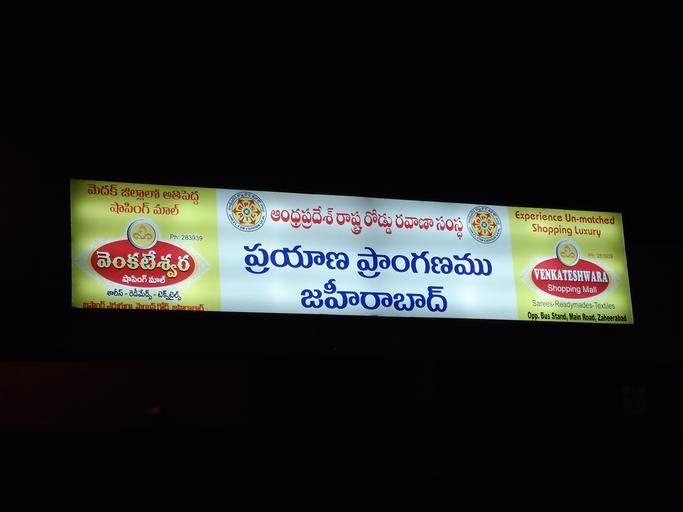 మెదక్ జిల్లాలో అతిపెద్ద
షాపింగ్ మాల్
Ph: 283939
వెంకటేశ్వర
షాపింగ్ మాల్
శారీస్ - రెడీమేడ్స్ - టెక్స్‌టైల్స్
ఆంధ్రప్రదేశ్ రాష్ట్ర రోడ్డు రవాణా సంస్థ
ప్రయాణ ప్రాంగణము
జహీరాబాద్
Experience Un-matched
Shopping Luxury
Ph: 283939
VENKATESHWARA
Shopping Mall
Sarees-Readymades-Textiles
Opp. Bus Stand, Main Road, Zaheerabad